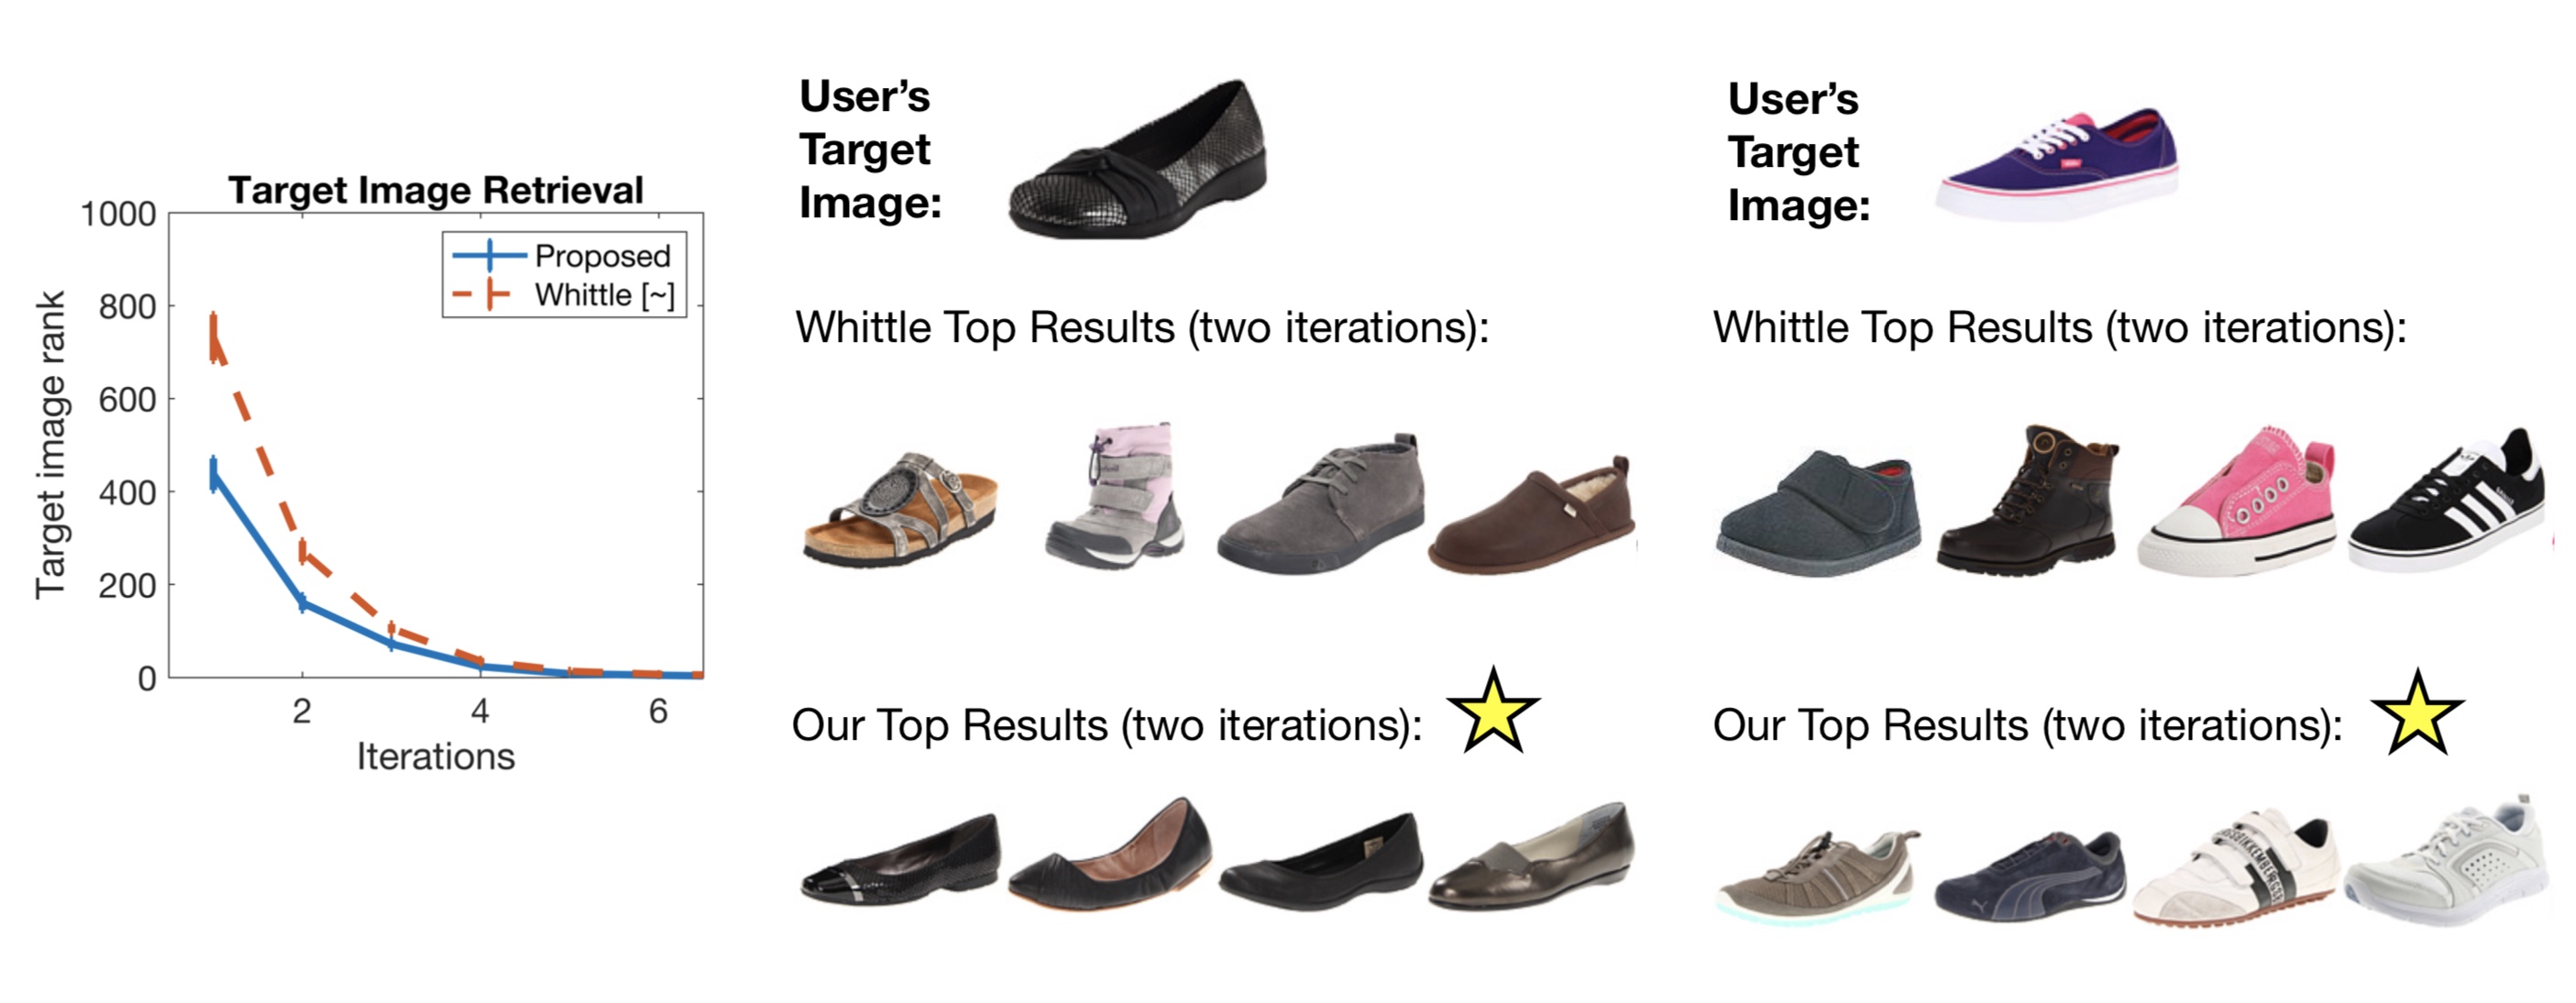 Target Image Retrieval
1000
800
600
400
200
0
Target image rank
Proposed
Whittle [~]
2
4
6
Iterations
User's
Target
Image:
Whittle Top Results (two iterations):
Our Top Results (two iterations):
User's
Target
Image:
Whittle Top Results (two iterations):
Our Top Results (two iterations):